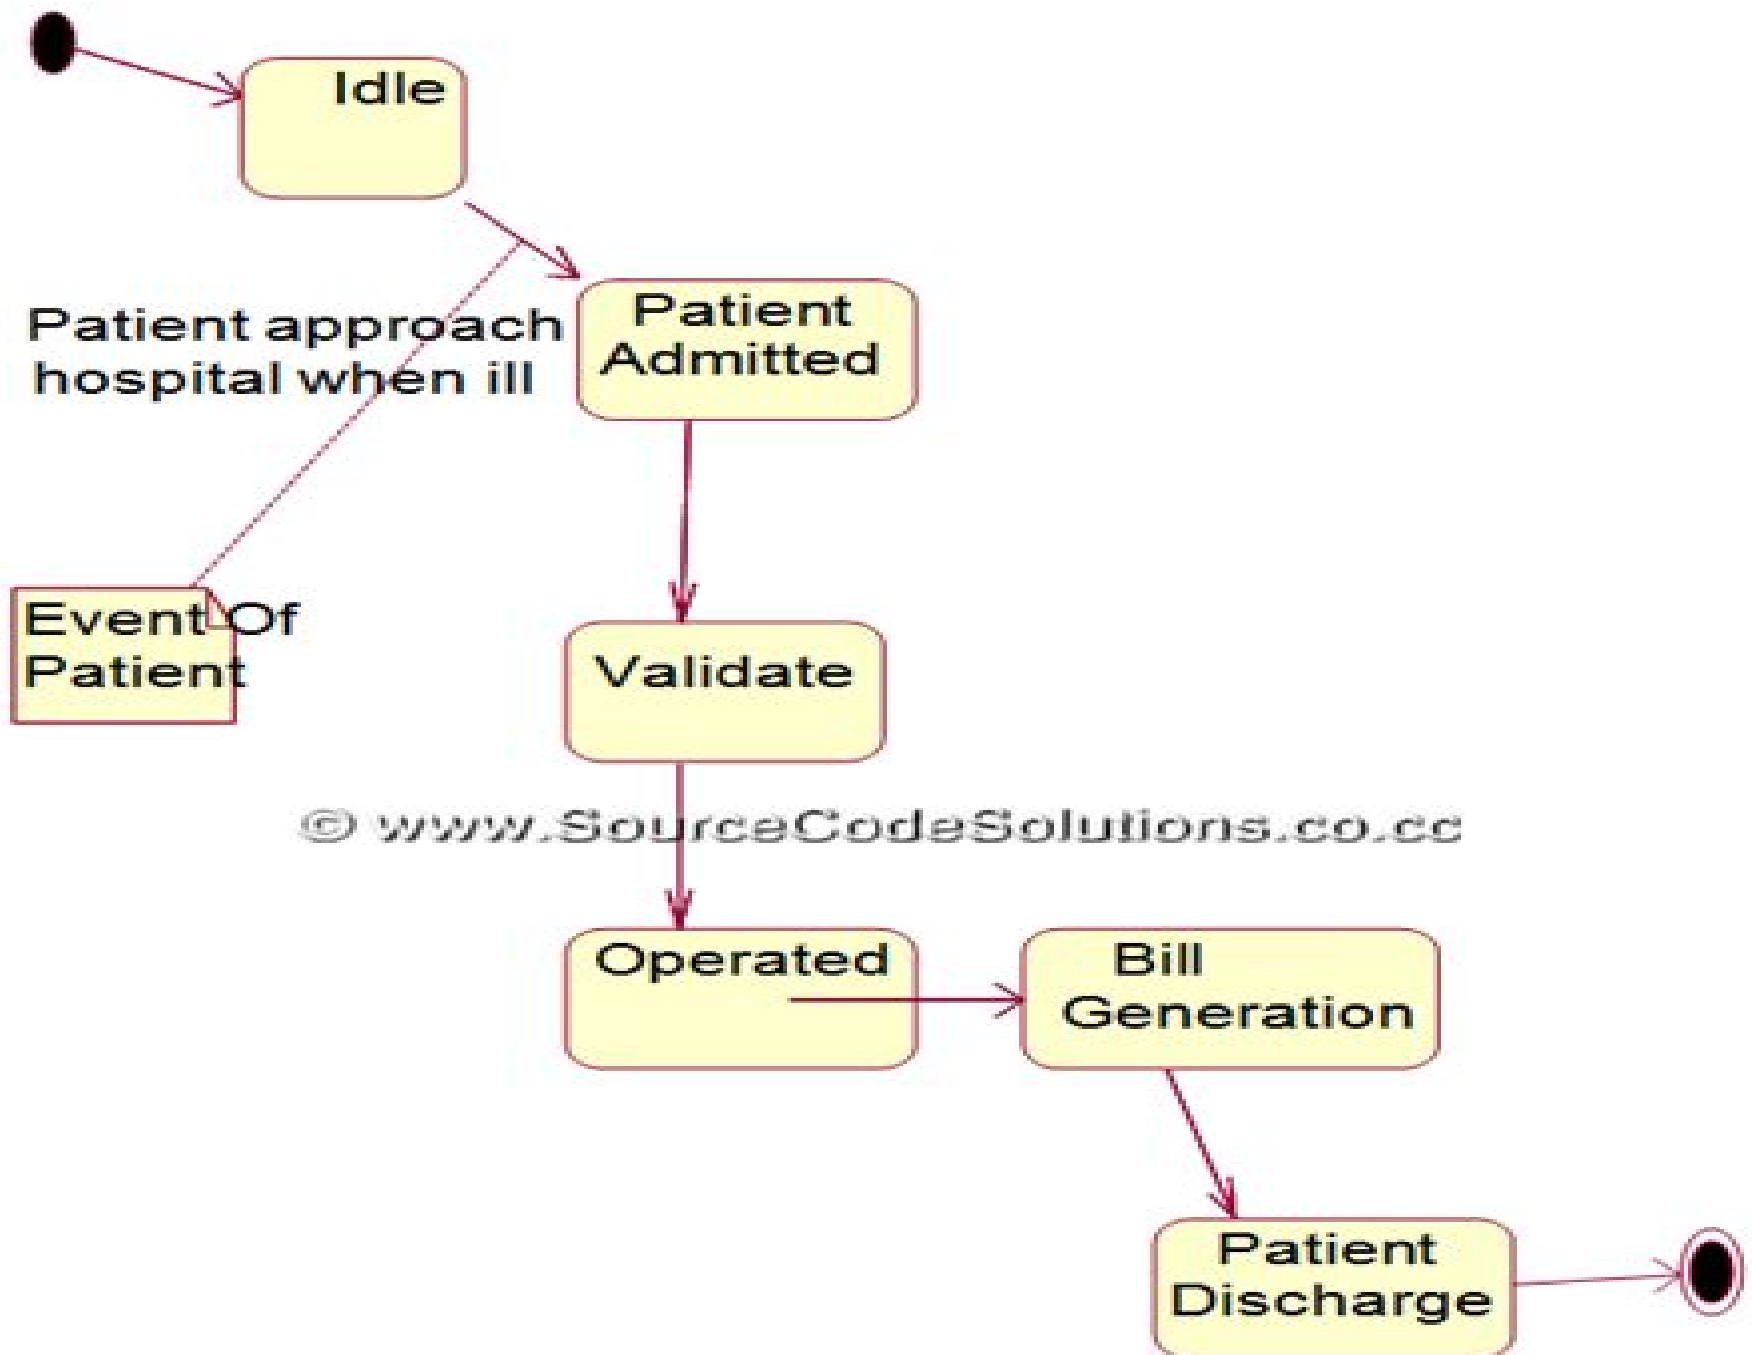 Idle
Patient approach
hospital when ill
Patient
Admitted
Event Of
Patient
Validate
© www.SourceCodeSolutions.co.cc
Operated
Bill
Generation
Patient
Discharge